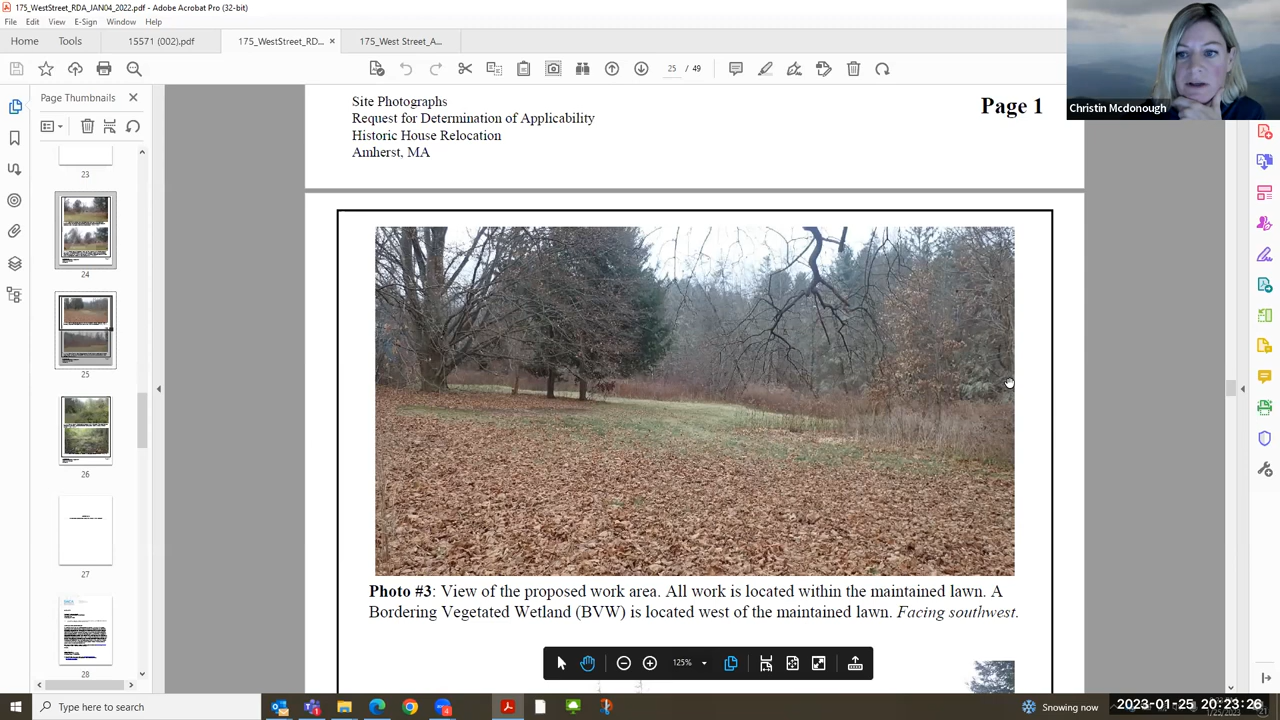 175_WestStreet_RDA_JAN04_2022.pdf - Adobe Acrobat Pro (32-bit)
File Edit View E-Sign Window Help
Home Tools 15571 (002).pdf 175_WestStreet_RD... × 175_West Street_A...
25 / 49
Christin Mcdonough
Page Thumbnails
23
24
25
26
27
28
Site Photographs
Request for Determination of Applicability
Historic House Relocation
Amherst, MA
Page 1
Photo #3: View of the proposed work area. All work is located within the maintained lawn. A
Bordering Vegetated Wetland (BVW) is located west of the maintained lawn. Facing southwest.
125%
Type here to search
Snowing now
2023-01-25 20:23:26